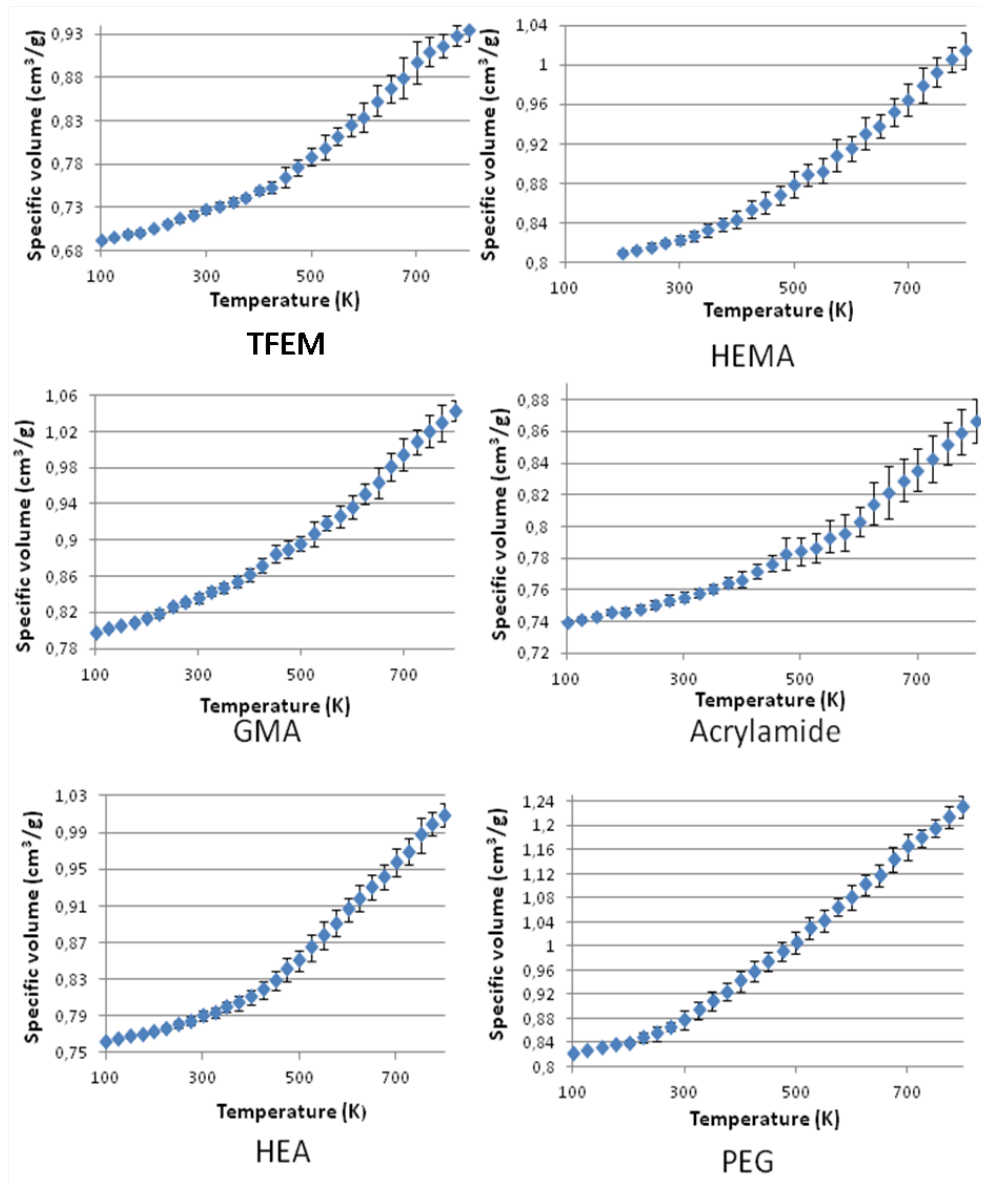 Specific volume (cm³/g)
0,93
0,88
0,83
0,78
0,73
0,68
100 300 500 700
Temperature (K)
TFEM
Specific volume (cm³/g)
1,04
1
0,96
0,92
0,88
0,84
0,8
100 300 500 700
Temperature (K)
HEMA
Specific volume (cm³/g)
1,06
1,02
0,98
0,94
0,9
0,86
0,82
0,78
100 300 500 700
Temperature (K)
GMA
Specific volume (cm³/g)
0,88
0,86
0,84
0,82
0,8
0,78
0,76
0,74
0,72
100 300 500 700
Temperature (K)
Acrylamide
Specific volume (cm³/g)
1,03
0,99
0,95
0,91
0,87
0,83
0,79
0,75
100 300 500 700
Temperature (K)
HEA
Specific volume (cm³/g)
1,24
1,2
1,16
1,12
1,08
1,04
1
0,96
0,92
0,88
0,84
0,8
100 300 500 700
Temperature (K)
PEG